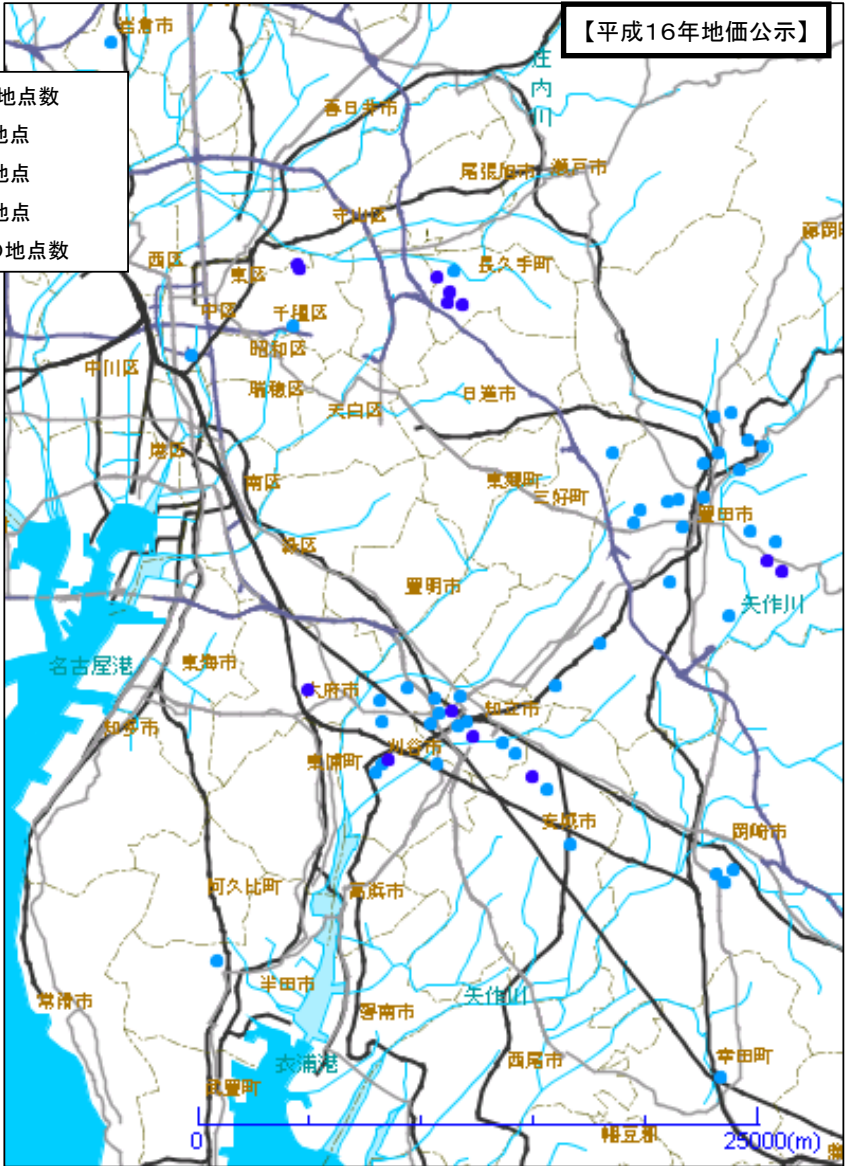 岩倉市
【平成16年地価公示】
庄内川
地点数
春日井市
地点
地点
尾張旭市
瀬戸市
地点
守山区
藤岡
の地点数
西区
東区
長久手町
中区
千種区
昭和区
中川区
瑞穂区
日進市
天白区
港区
南区
東郷町
三好町
豊田市
緑区
豊明市
矢作川
東海市
名古屋港
大府市
知立市
知多市
刈谷市
東浦町
安城市
岡崎市
阿久比町
高浜市
半田市
矢作川
常滑市
碧南市
衣浦港
西尾市
幸田町
武豊町
幡豆郡
0
25000(m)